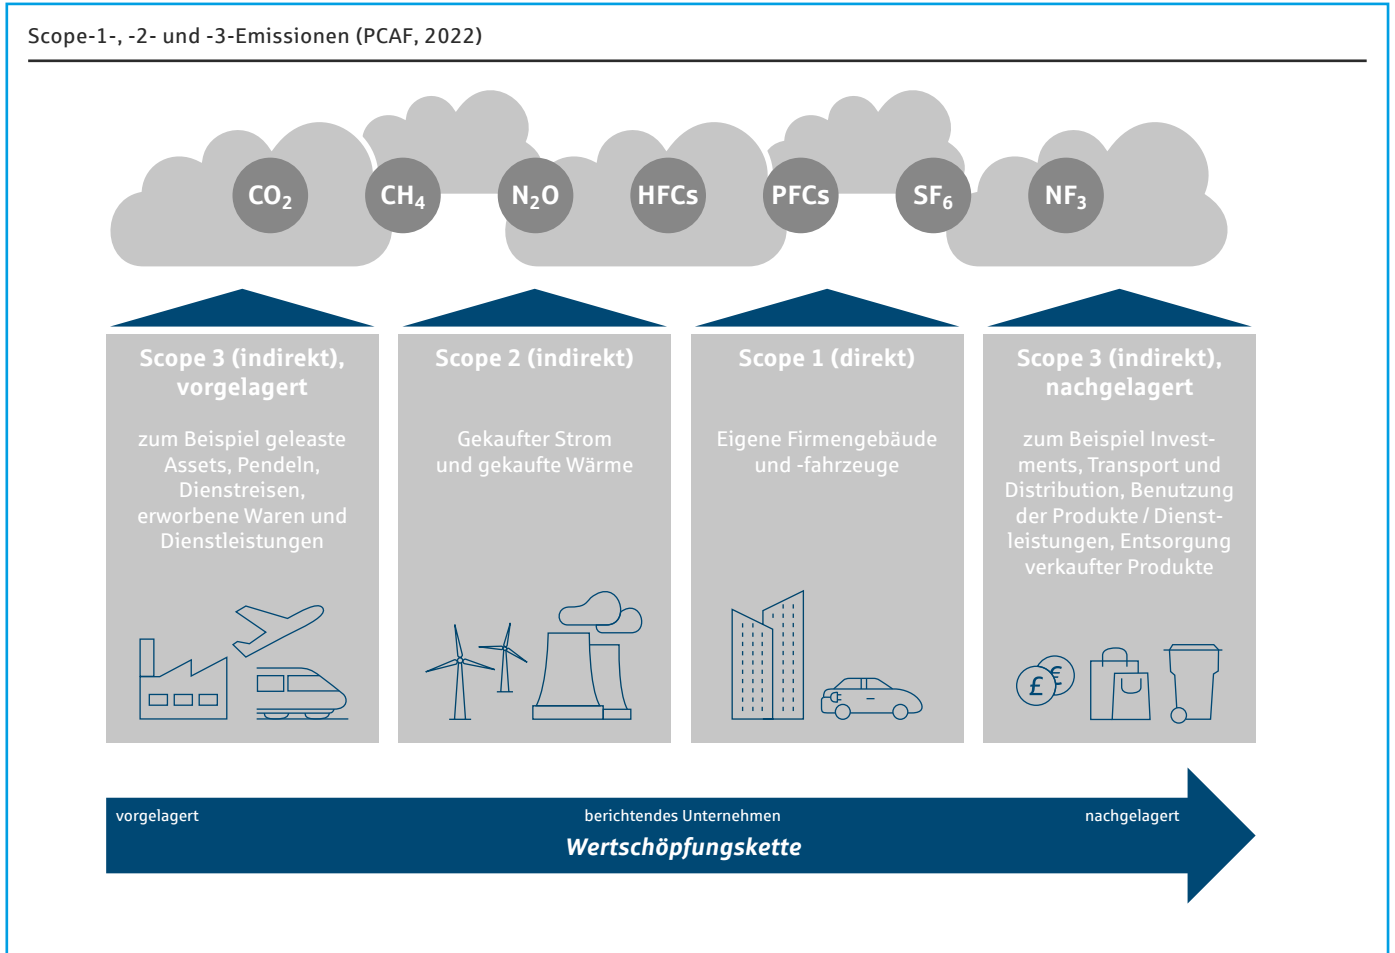 Scope-1-, -2- und -3-Emissionen (PCAF, 2022)
CO₂
CH₄
N₂O
HFCs
PFCs
SF₆
NF₃
Scope 3 (indirekt),
vorgelagert
zum Beispiel geleaste
Assets, Pendeln,
Dienstreisen,
erworbene Waren und
Dienstleistungen
Scope 2 (indirekt)
Gekaufter Strom
und gekaufte Wärme
Scope 1 (direkt)
Eigene Firmengebäude
und -fahrzeuge
Scope 3 (indirekt),
nachgelagert
zum Beispiel Invest-
ments, Transport und
Distribution, Benutzung
der Produkte / Dienst-
leistungen, Entsorgung
verkaufter Produkte
£
€
vorgelagert
berichtendes Unternehmen
nachgelagert
Wertschöpfungskette